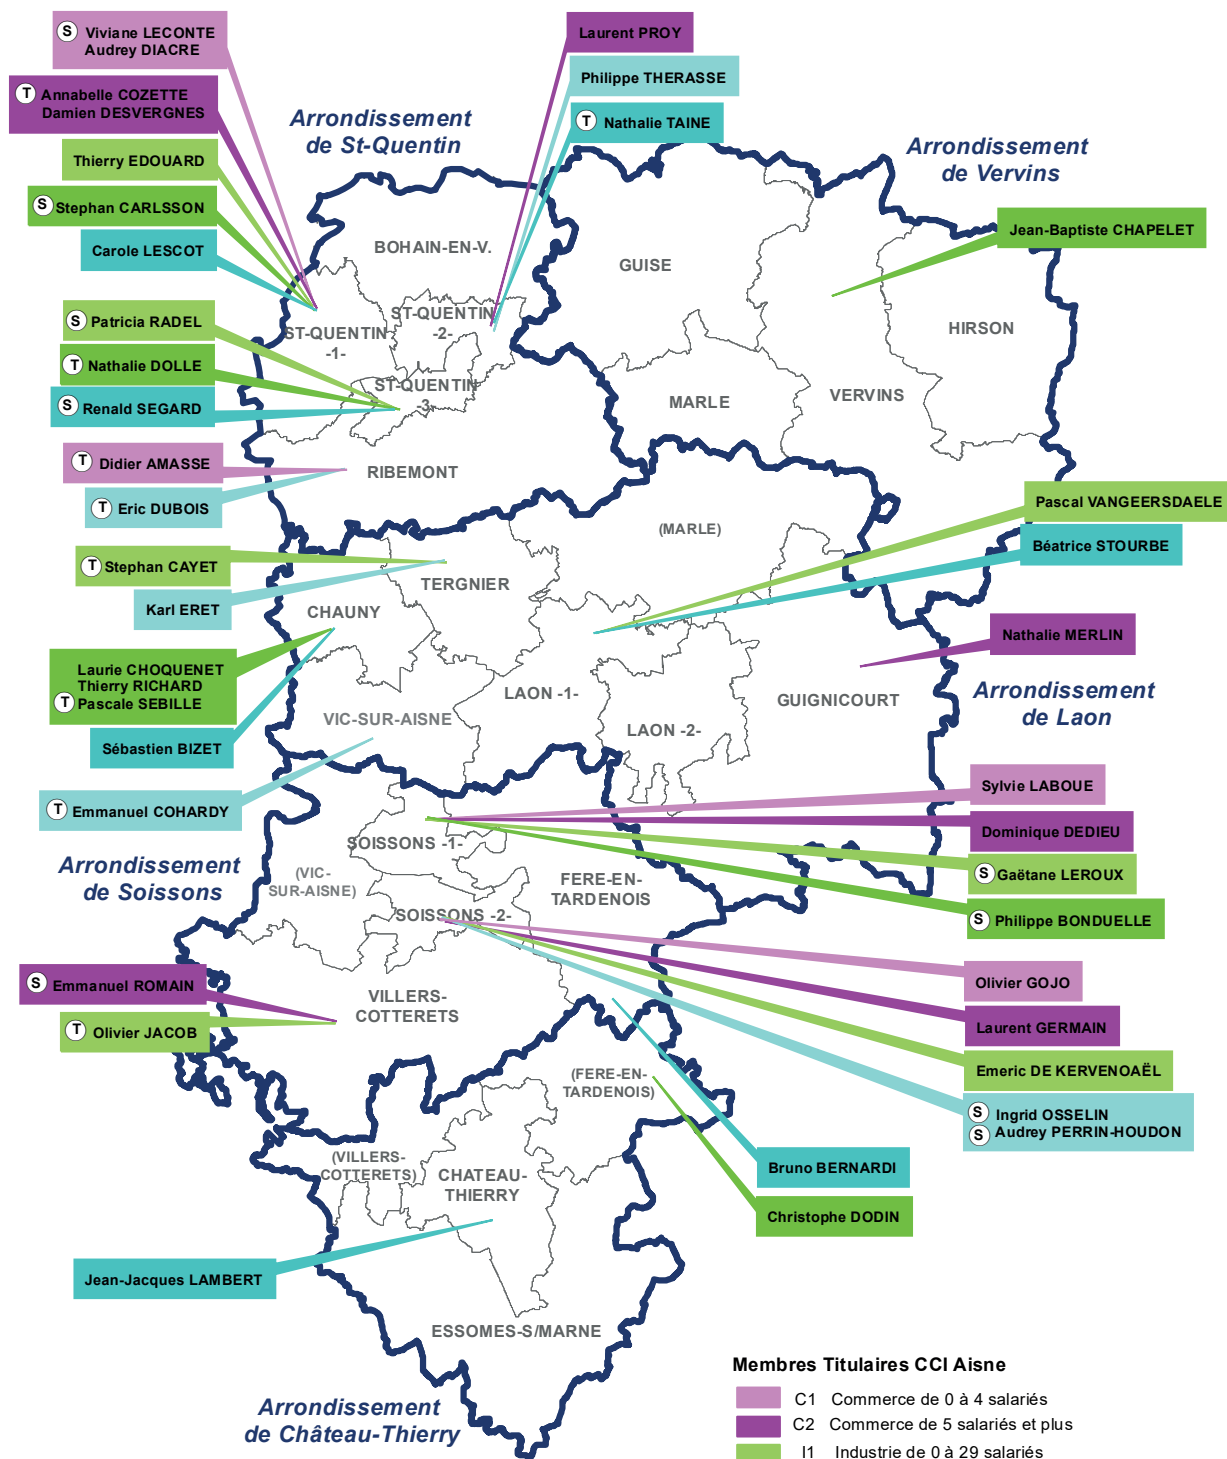 S Viviane LECONTE
Audrey DIACRE
T Annabelle COZETTE
Damien DESVERGNES
Thierry EDOUARD
S Stephan CARLSSON
Carole LESCOT
S Patricia RADEL
T Nathalie DOLLE
S Renald SEGARD
T Didier AMASSE
T Eric DUBOIS
T Stephan CAYET
Karl ERET
Laurie CHOQUENET
Thierry RICHARD
T Pascale SEBILLE
Sébastien BIZET
T Emmanuel COHARDY
S Emmanuel ROMAIN
T Olivier JACOB
Jean-Jacques LAMBERT
Laurent PROY
Philippe THERASSE
T Nathalie TAINE
Jean-Baptiste CHAPELET
Pascal VANGEERSDAELE
Béatrice STOURBE
Nathalie MERLIN
Sylvie LABOUE
Dominique DEDIEU
S Gaëtane LEROUX
S Philippe BONDUELLE
Olivier GOJO
Laurent GERMAIN
Emeric DE KERVENOAËL
S Ingrid OSSELIN
S Audrey PERRIN-HOUDON
Bruno BERNARDI
Christophe DODIN
Arrondissement
de St-Quentin
Arrondissement
de Vervins
Arrondissement
de Laon
Arrondissement
de Soissons
Arrondissement
de Château-Thierry
BOHAIN-EN-V.
ST-QUENTIN
-1-
ST-QUENTIN
-2-
ST-QUENTIN
-3-
RIBEMONT
GUISE
MARLE
VERVINS
HIRSON
(MARLE)
TERGNIER
CHAUNY
VIC-SUR-AISNE
LAON -1-
LAON -2-
GUIGNICOURT
SOISSONS -1-
(VIC-
SUR-AISNE)
SOISSONS -2-
FERE-EN-
TARDENOIS
VILLERS-
COTTERETS
(FERE-EN-
TARDENOIS)
(VILLERS-
COTTERETS)
CHATEAU-
THIERRY
ESSOMES-S/MARNE
Membres Titulaires CCI Aisne
C1 Commerce de 0 à 4 salariés
C2 Commerce de 5 salariés et plus
I1 Industrie de 0 à 29 salariés